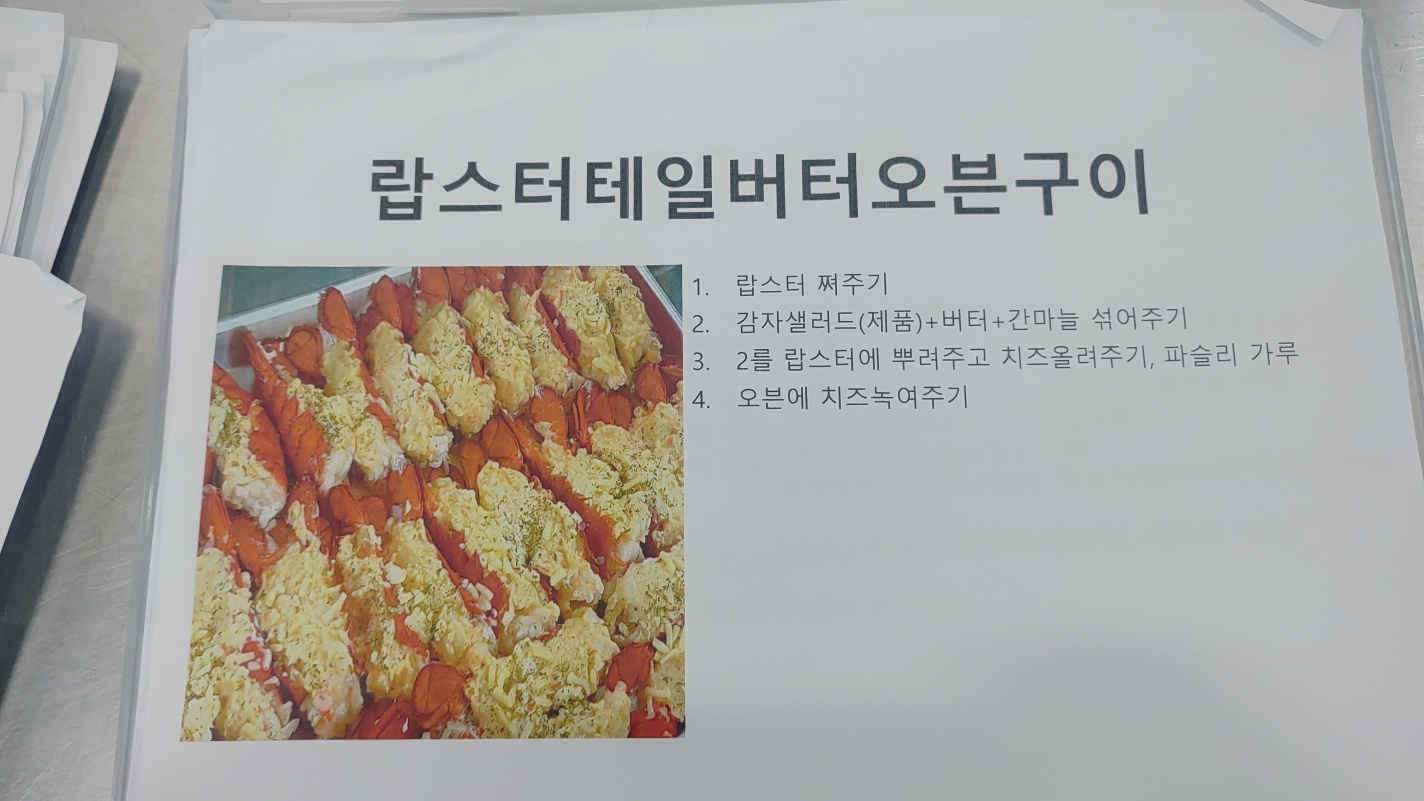 랍스터테일버터오븐구이
1. 랍스터 쪄주기
2. 감자샐러드(제품)+버터+간마늘 섞어주기
3. 2를 랍스터에 뿌려주고 치즈올려주기, 파슬리 가루
4. 오븐에 치즈녹여주기